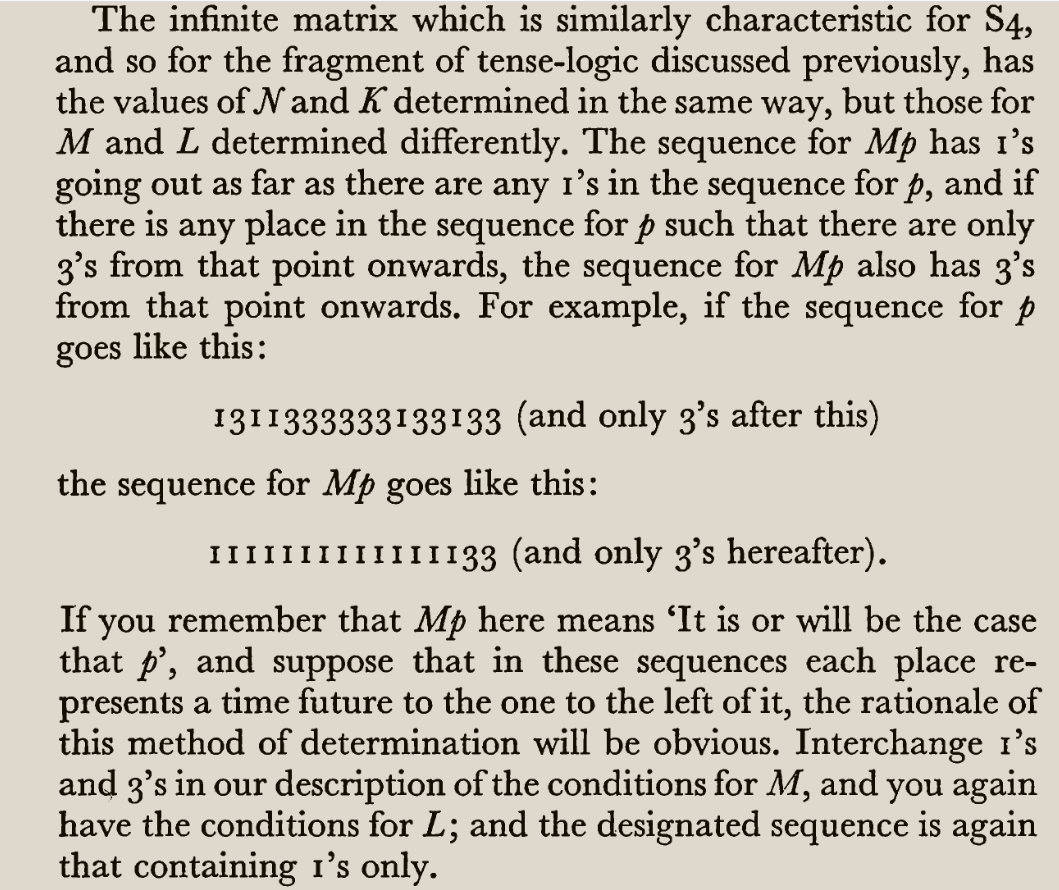 The infinite matrix which is similarly characteristic for S4,
and so for the fragment of tense-logic discussed previously, has
the values of N and K determined in the same way, but those for
M and L determined differently. The sequence for Mp has 1's
going out as far as there are any 1's in the sequence for p, and if
there is any place in the sequence for p such that there are only
3's from that point onwards, the sequence for Mp also has 3's
from that point onwards. For example, if the sequence for p
goes like this:
1311333333133133 (and only 3's after this)
the sequence for Mp goes like this:
1111111111111133 (and only 3's hereafter).
If you remember that Mp here means ‘It is or will be the case
that p’, and suppose that in these sequences each place re-
presents a time future to the one to the left of it, the rationale of
this method of determination will be obvious. Interchange 1's
and 3's in our description of the conditions for M, and you again
have the conditions for L; and the designated sequence is again
that containing 1's only.